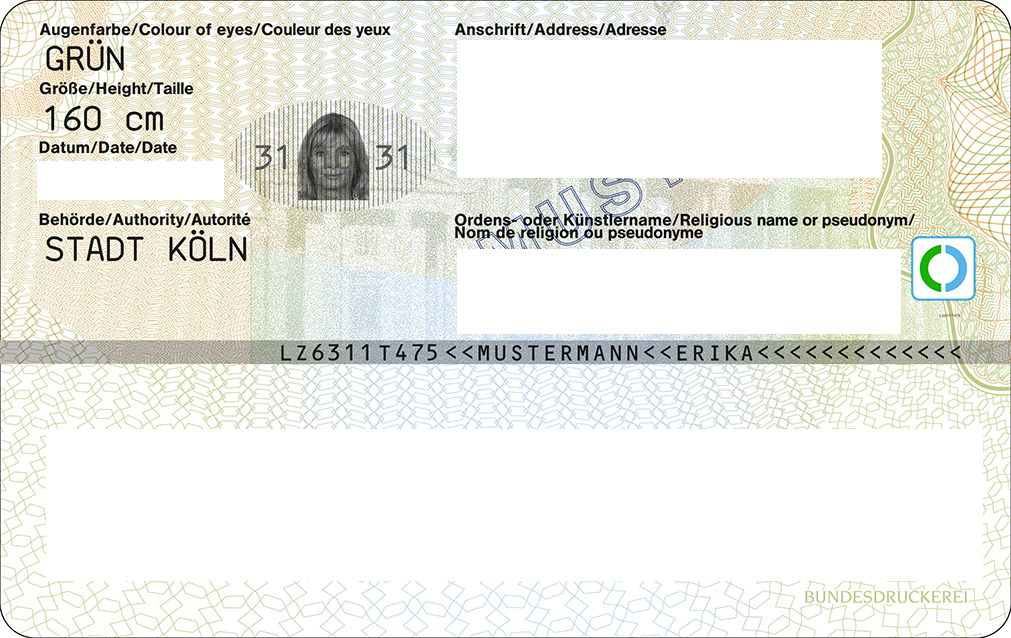 Augenfarbe/Colour of eyes/Couleur des yeux
GRÜN
Größe/Height/Taille
160 cm
Datum/Date/Date
31 31
Behörde/Authority/Autorité
STADT KÖLN
Anschrift/Address/Adresse
MUST
Ordens- oder Künstlername/Religious name or pseudonym/
Nom de religion ou pseudonyme
LZ6311T475<<MUSTERMANN<<ERIKA<<<<<<<<<<<<<
BUNDESDRUCKEREI